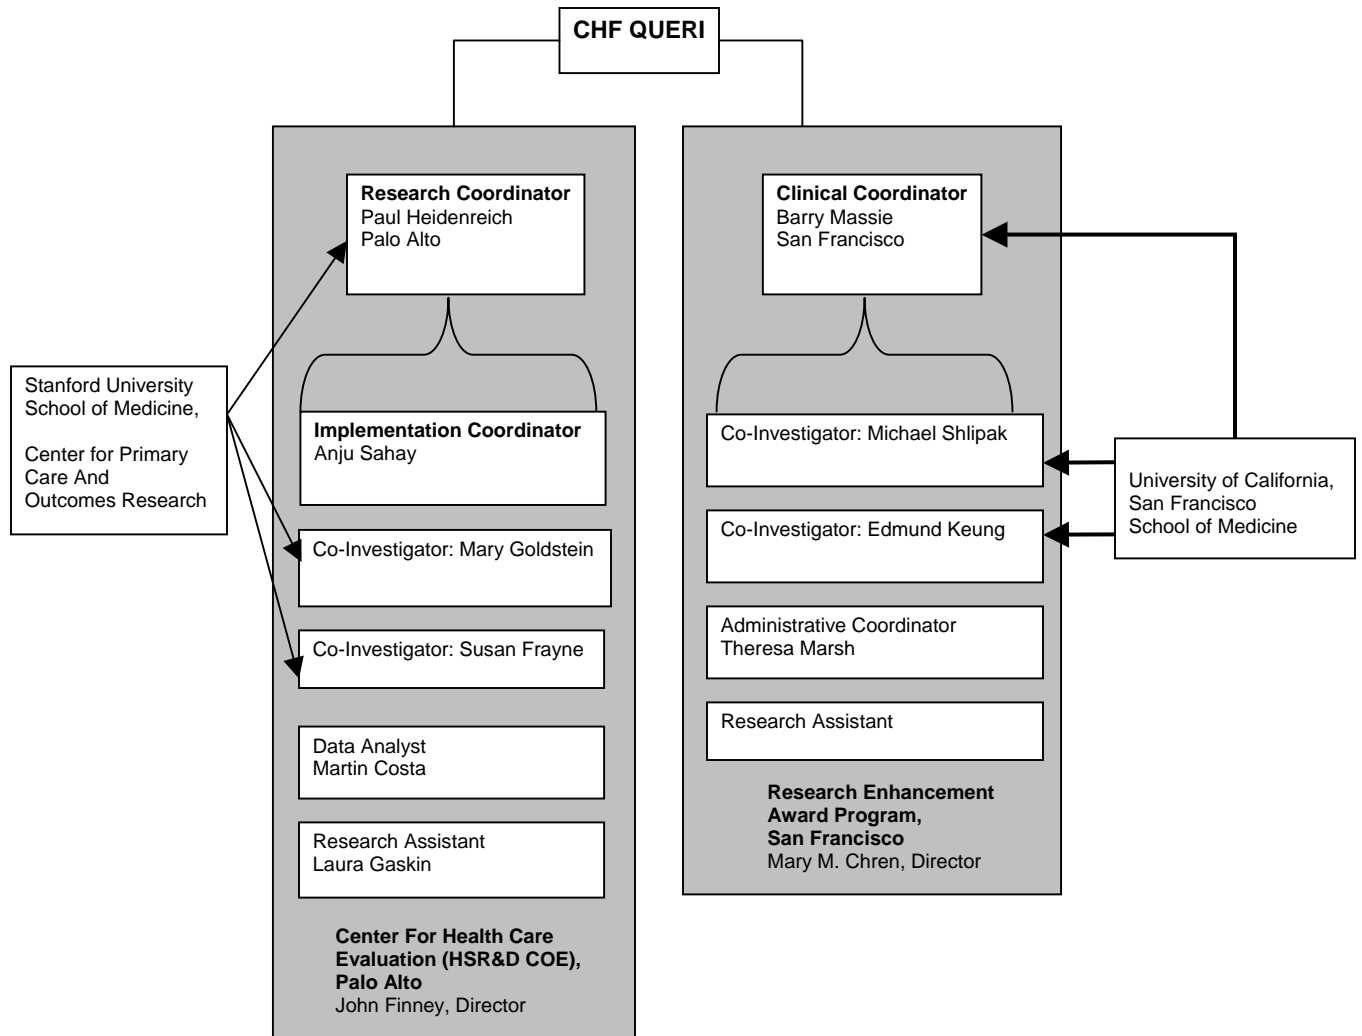 CHF QUERI
Research Coordinator
Paul Heidenreich
Palo Alto
Clinical Coordinator
Barry Massie
San Francisco
Stanford University
School of Medicine,
Center for Primary
Care And
Outcomes Research
Implementation Coordinator
Anju Sahay
Co-Investigator: Mary Goldstein
Co-Investigator: Susan Frayne
Data Analyst
Martin Costa
Research Assistant
Laura Gaskin
Center For Health Care
Evaluation (HSR&D COE),
Palo Alto
John Finney, Director
Co-Investigator: Michael Shlipak
Co-Investigator: Edmund Keung
Administrative Coordinator
Theresa Marsh
Research Assistant
Research Enhancement
Award Program,
San Francisco
Mary M. Chren, Director
University of California,
San Francisco
School of Medicine